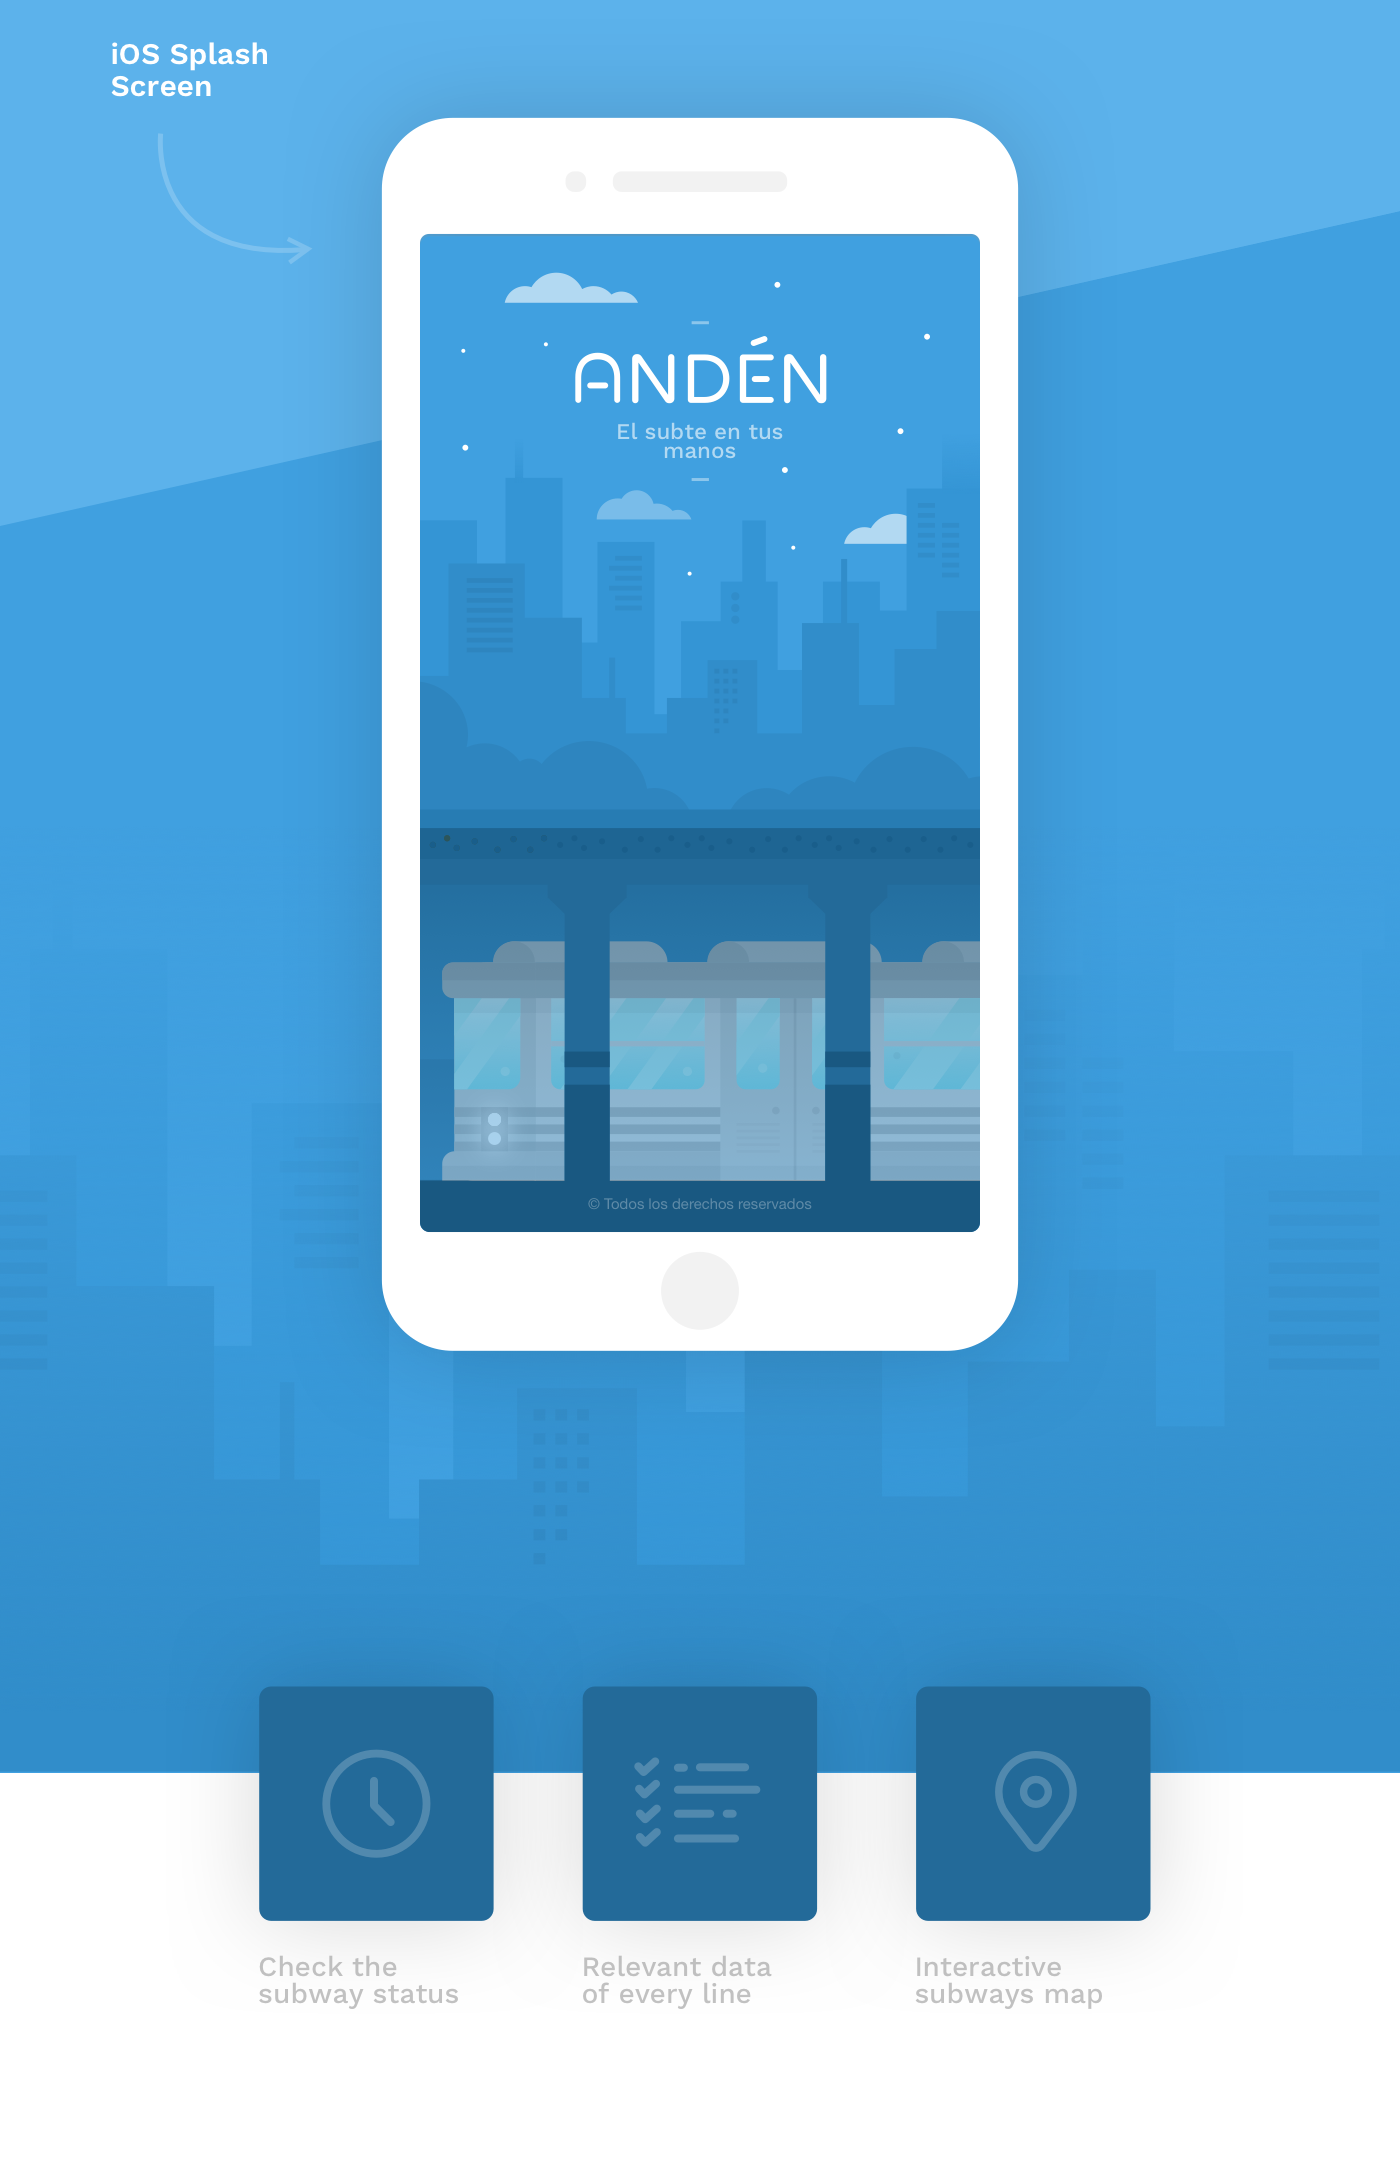 iOS Splash
Screen
ANDÉN
El subte en tus
manos
© Todos los derechos reservados
Check the
subway status
Relevant data
of every line
Interactive
subways map